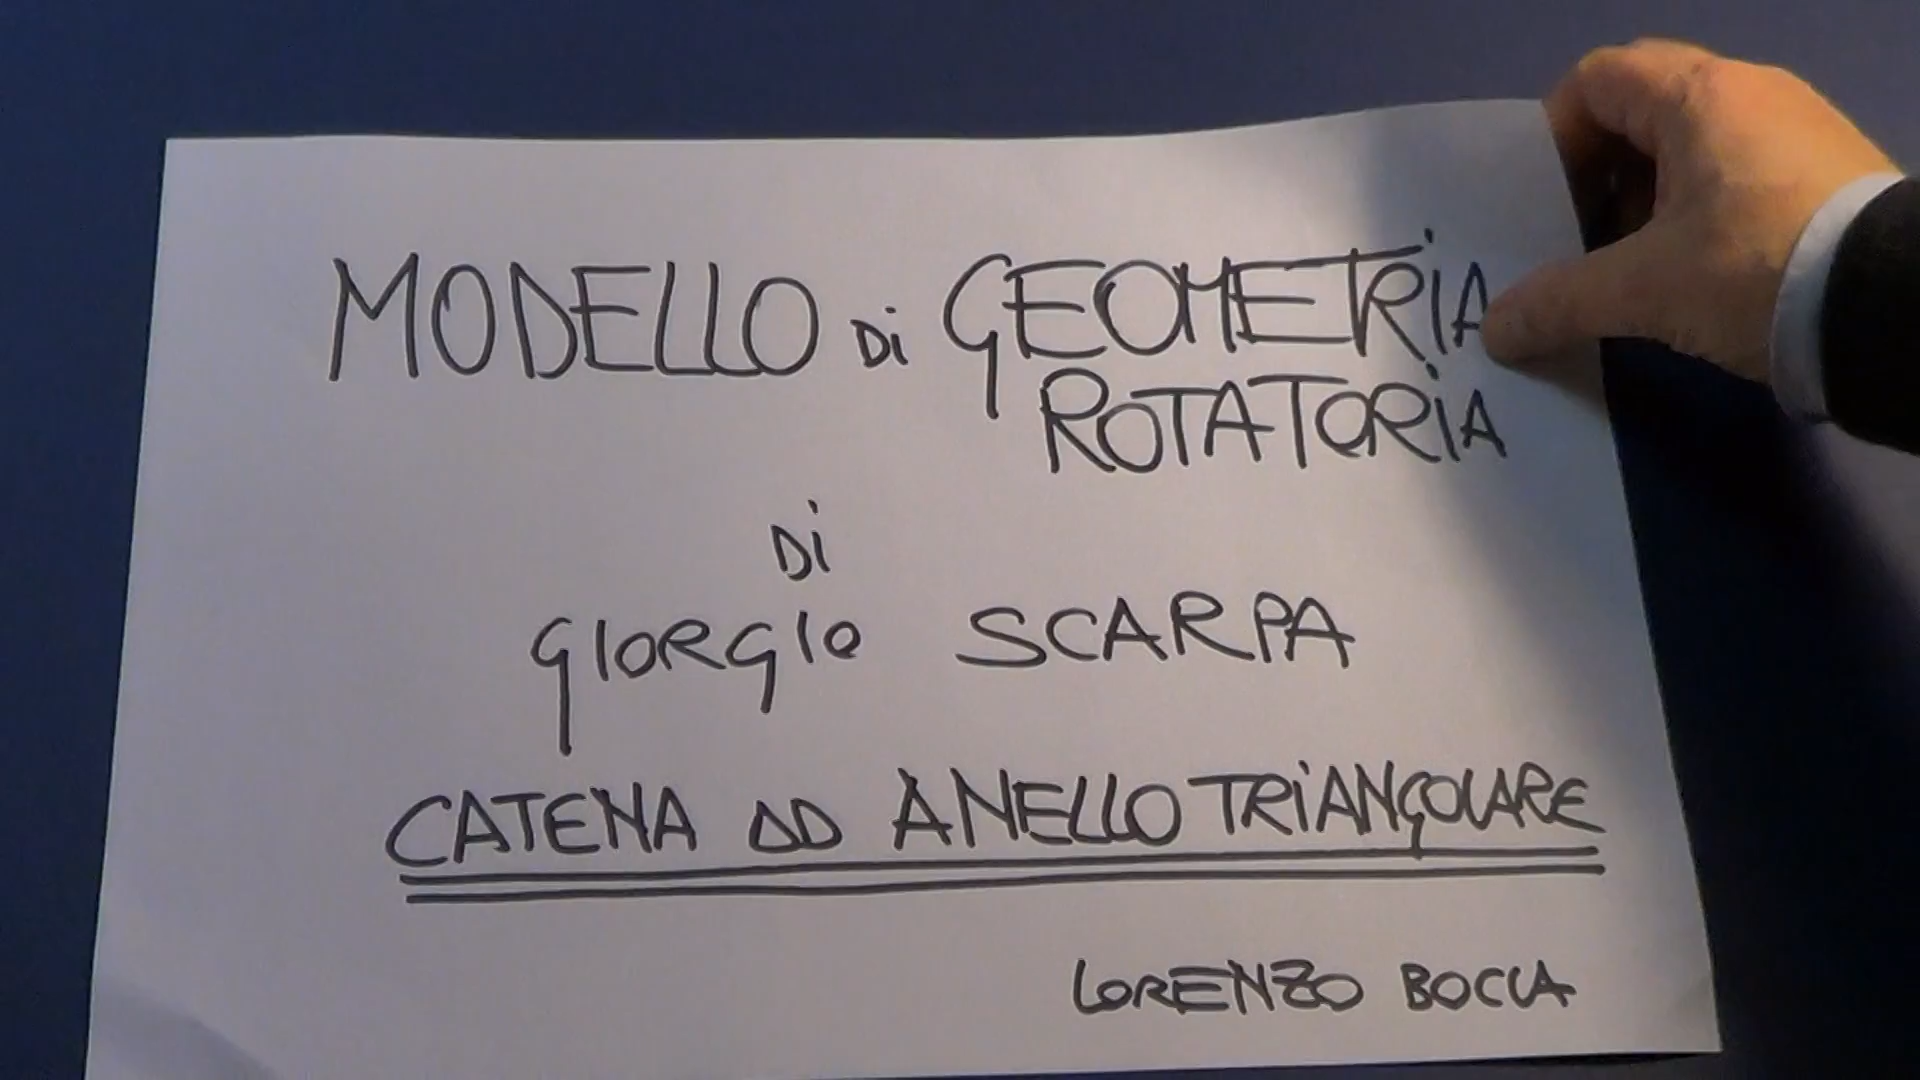 MODELLO Di GEOMETRiA
ROTATORiA
Di
GIORGIO SCARPA
CATENA AD ANELLO TRiANGOLARE
LORENZO BOCCA